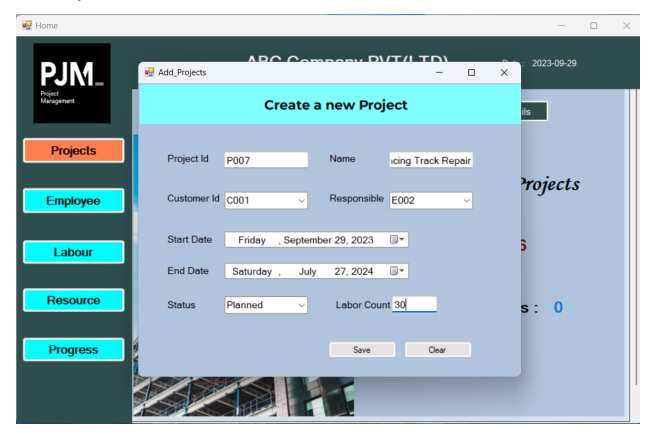 Home
PJM_
Project
Management
ABC Company PVT(LTD)
: 2023-09-29
Add_Projects
Create a new Project
ils
Projects
Employee
Labour
Resource
Progress
Project Id P007 Name icing Track Repair
Customer Id C001 Responsible E002
Start Date Friday , September 29, 2023
End Date Saturday , July 27, 2024
Status Planned Labor Count 30
Save Clear
Projects
6
s : 0